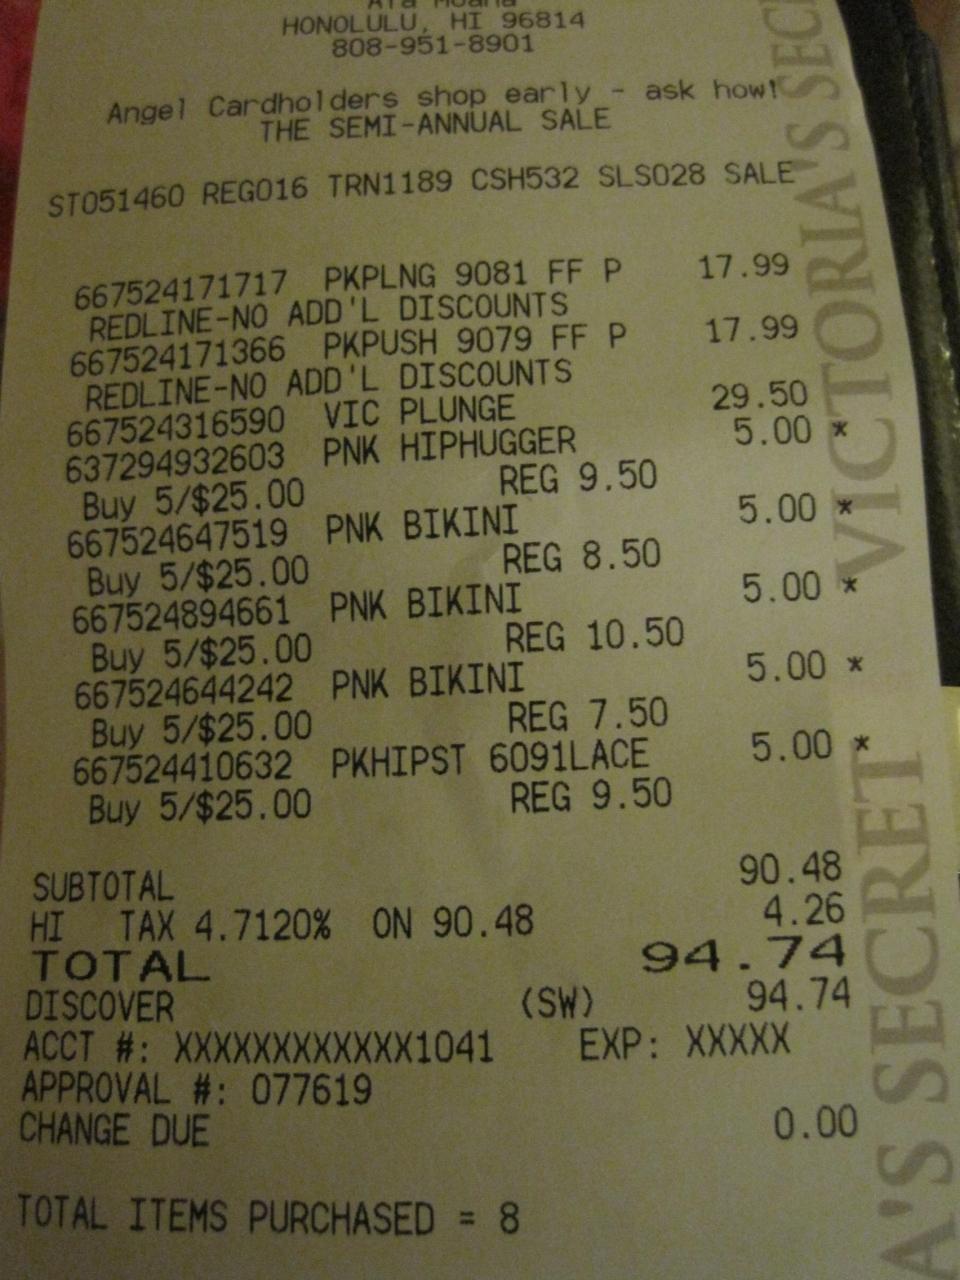 Ala Moana
HONOLULU, HI 96814
808-951-8901
Angel Cardholders shop early - ask how!
THE SEMI-ANNUAL SALE
ST051460 REG016 TRN1189 CSH532 SLS028 SALE
667524171717 PKPLNG 9081 FF P 17.99
REDLINE-NO ADD'L DISCOUNTS
667524171366 PKPUSH 9079 FF P 17.99
REDLINE-NO ADD'L DISCOUNTS
667524316590 VIC PLUNGE 29.50
637294932603 PNK HIPHUGGER 5.00 *
Buy 5/$25.00 REG 9.50
667524647519 PNK BIKINI 5.00 *
Buy 5/$25.00 REG 8.50
667524894661 PNK BIKINI 5.00 *
Buy 5/$25.00 REG 10.50
667524644242 PNK BIKINI 5.00 *
Buy 5/$25.00 REG 7.50
667524410632 PKHIPST 6091LACE 5.00 *
Buy 5/$25.00 REG 9.50
SUBTOTAL 90.48
HI TAX 4.7120% ON 90.48 4.26
TOTAL 94.74
DISCOVER (SW) 94.74
ACCT #: XXXXXXXXXXXX1041 EXP: XXXXX
APPROVAL #: 077619
CHANGE DUE 0.00
TOTAL ITEMS PURCHASED = 8
A'S SECRET VICTORIA'S SEC